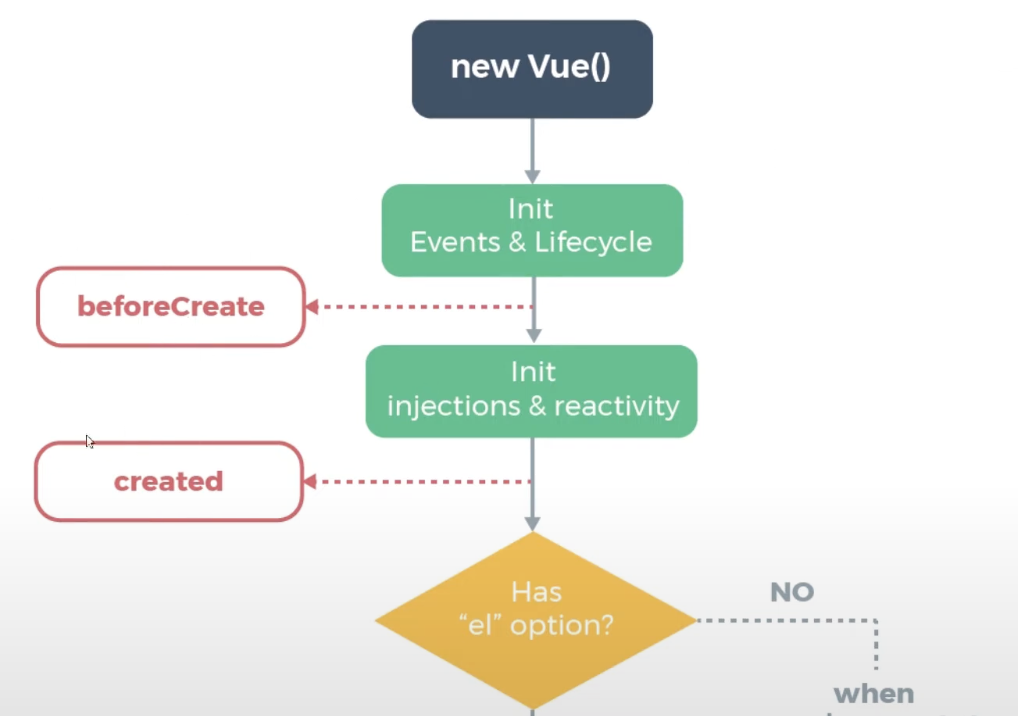 new Vue()
Init
Events & Lifecycle
beforeCreate
Init
injections & reactivity
created
Has
“el” option?
NO
when